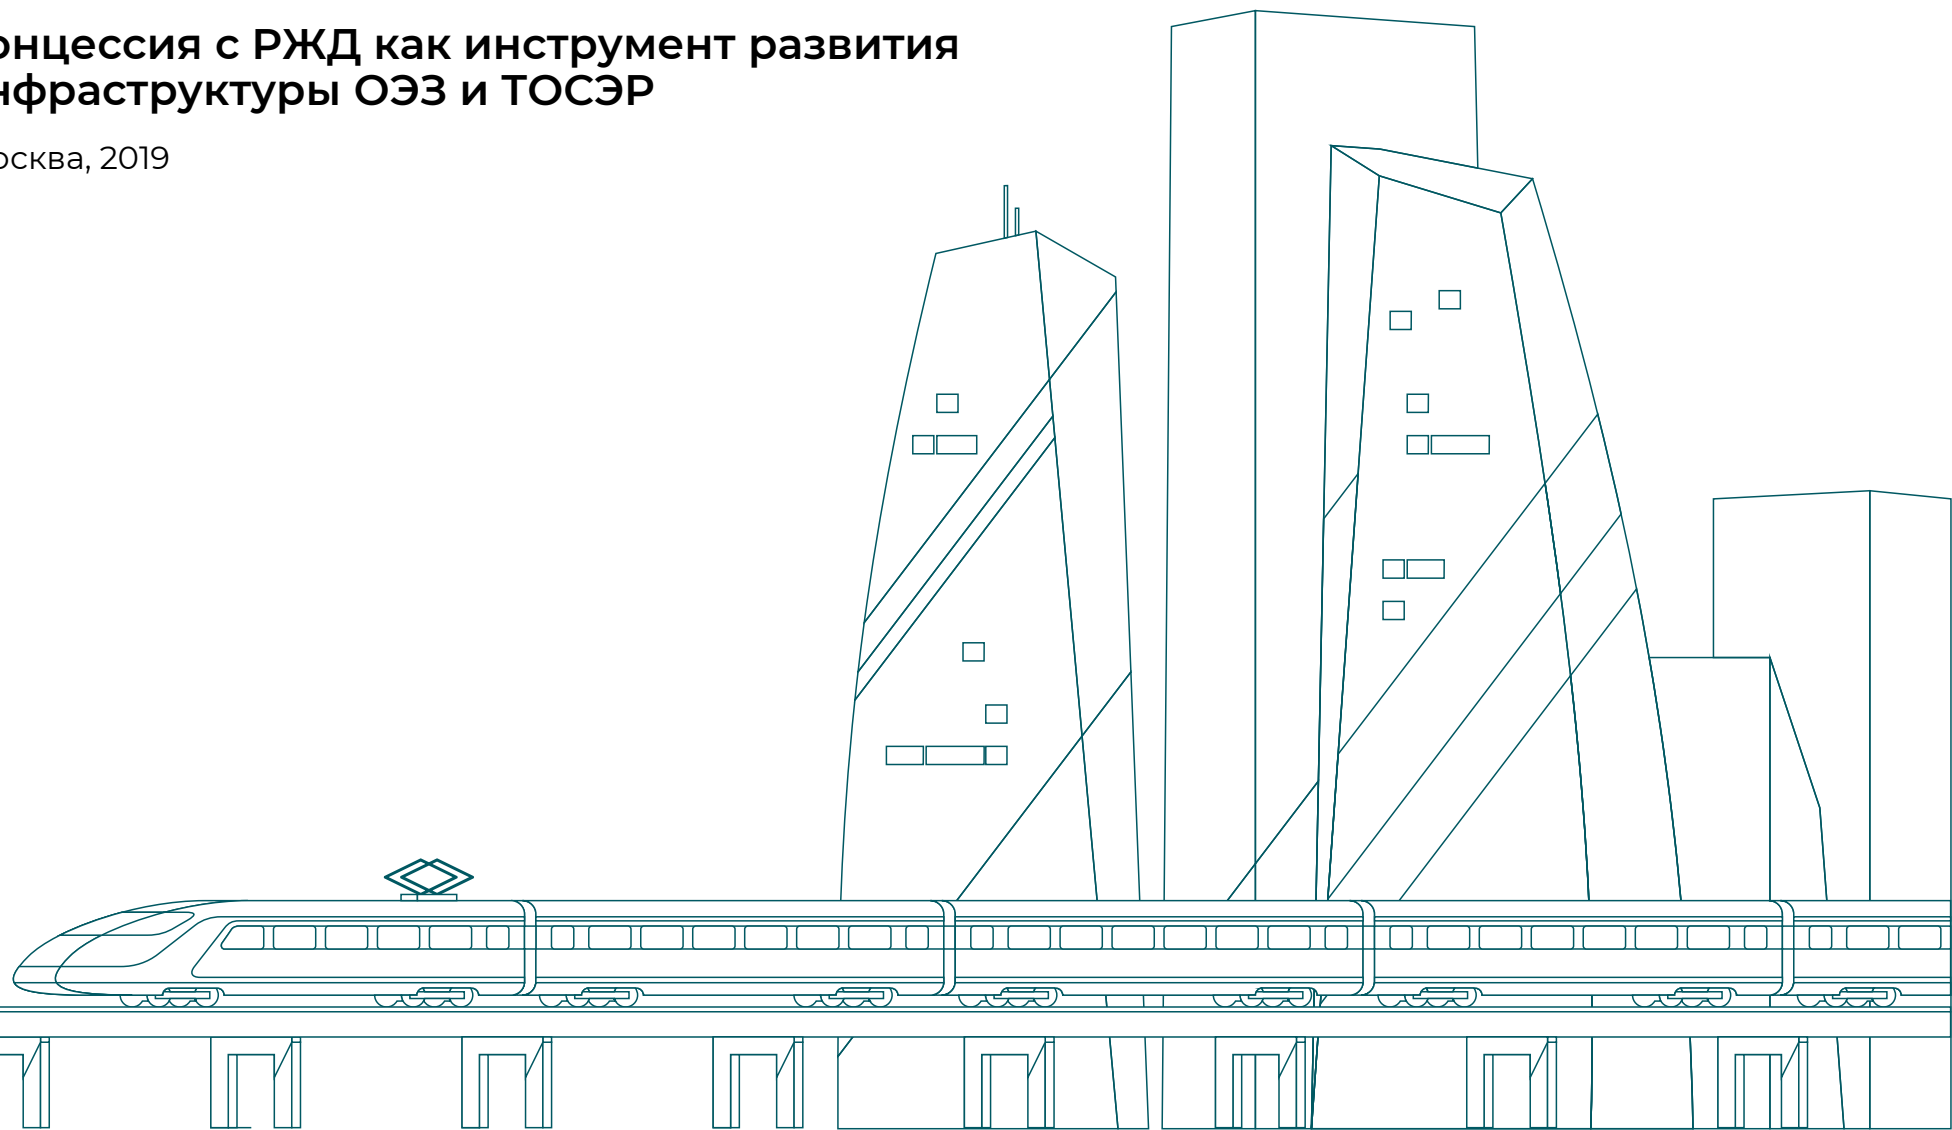 онцессия с РЖД как инструмент развития
нфраструктуры ОЭЗ и ТОСЭР
осква, 2019